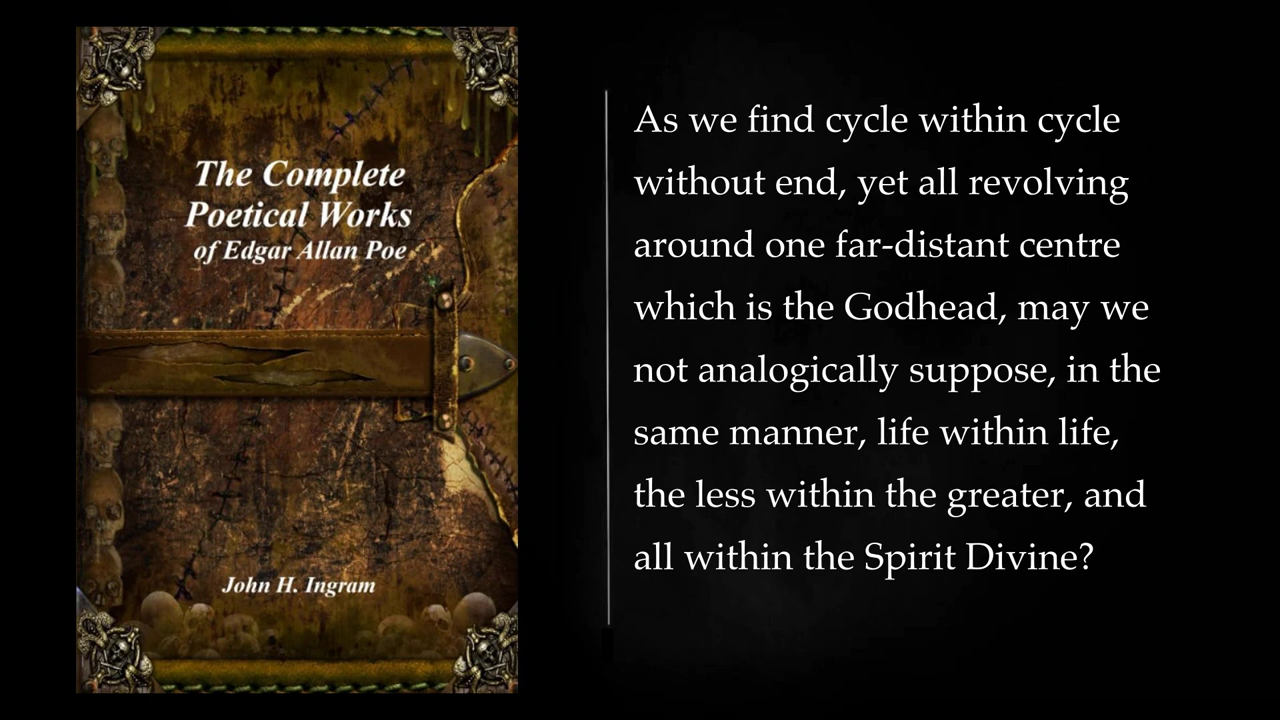 The Complete
Poetical Works
of Edgar Allan Poe
John H. Ingram
As we find cycle within cycle
without end, yet all revolving
around one far-distant centre
which is the Godhead, may we
not analogically suppose, in the
same manner, life within life,
the less within the greater, and
all within the Spirit Divine?